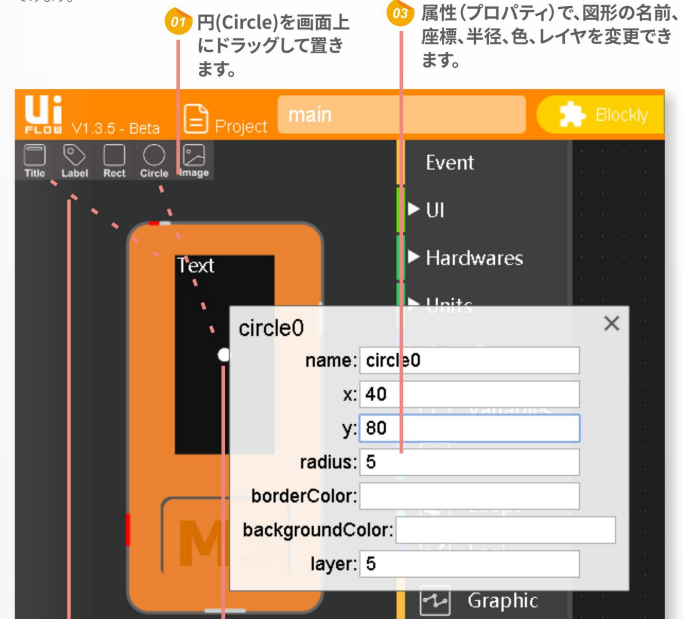 01 円(Circle)を画面上
にドラッグして置き
ます。
03 属性(プロパティ)で、図形の名前、
座標、半径、色、レイヤを変更でき
ます。
Ui
FLOW V1.3.5 - Beta
Project
main
Blockly
Title Label Rect Circle Image
Event
UI
Hardwares
Units
Text
circle0
name: circle0
x: 40
y: 80
radius: 5
borderColor:
backgroundColor:
layer: 5
Variables
Graphic